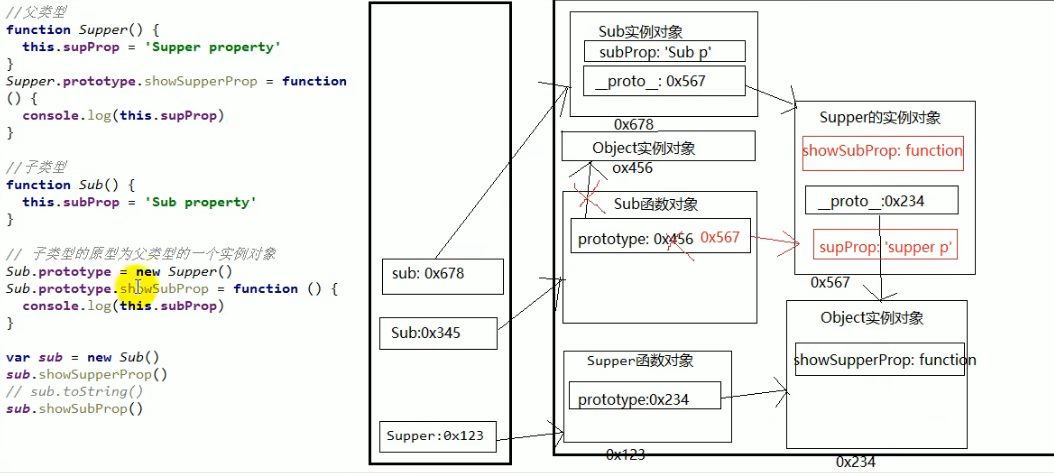 //父类型
function Supper() {
this.supProp = 'Supper property'
}
Supper.prototype.showSupperProp = function
() {
console.log(this.supProp)
}
//子类型
function Sub() {
this.subProp = 'Sub property'
}
// 子类型的原型为父类型的一个实例对象
Sub.prototype = new Supper()
Sub.prototype.showSubProp = function () {
console.log(this.subProp)
}
var sub = new Sub()
sub.showSupperProp()
// sub.toString()
sub.showSubProp()
sub: 0x678
Sub:0x345
Supper:0x123
Sub实例对象
subProp: 'Sub p'
__proto__: 0x567
0x678
Object实例对象
ox456
Sub函数对象
prototype: 0x456 0x567
Supper函数对象
prototype:0x234
0x123
Supper的实例对象
showSubProp: function
__proto__:0x234
supProp: 'supper p'
0x567
Object实例对象
showSupperProp: function
0x234